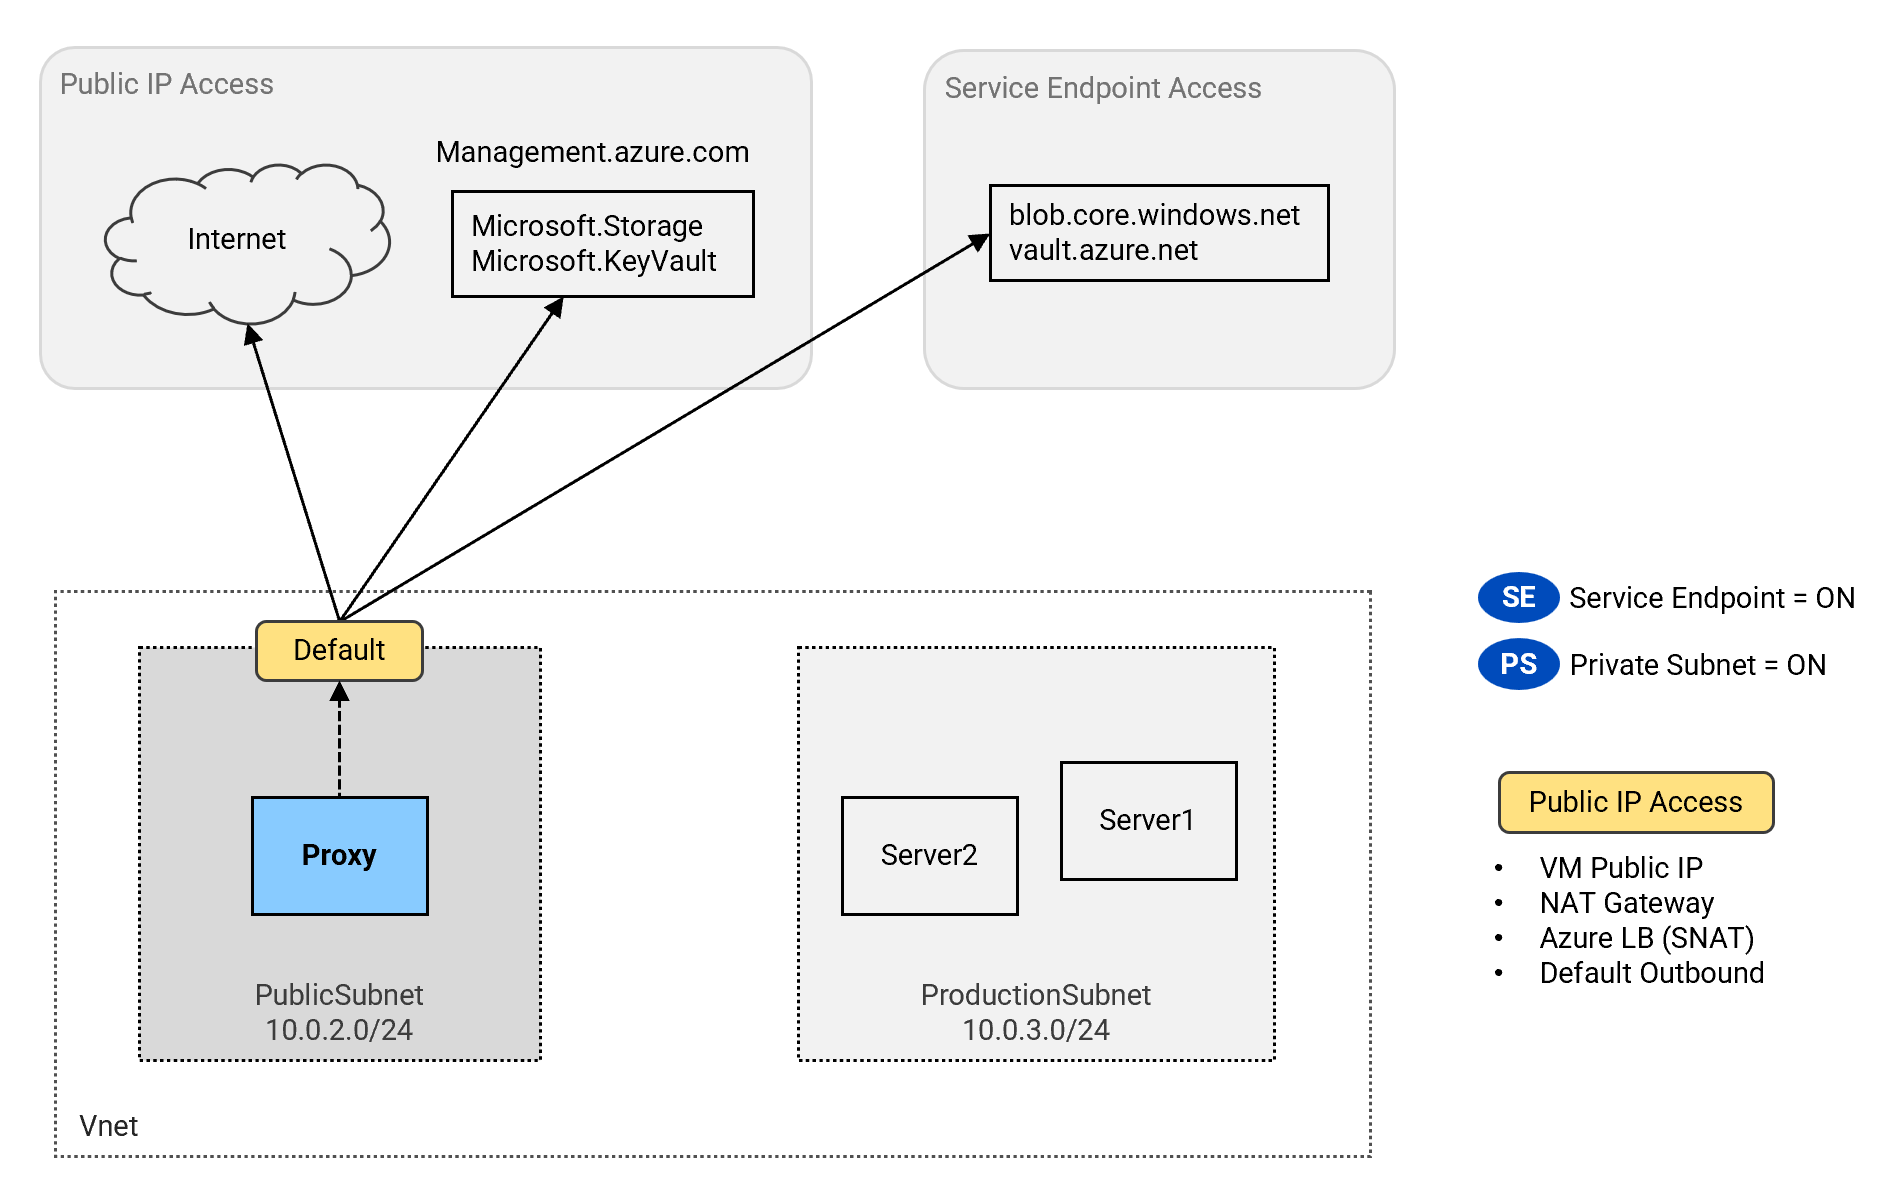 Public IP Access
Internet
Management.azure.com
Microsoft.Storage
Microsoft.KeyVault
Service Endpoint Access
blob.core.windows.net
vault.azure.net
Default
Proxy
PublicSubnet
10.0.2.0/24
Server2
Server1
ProductionSubnet
10.0.3.0/24
Vnet
SE Service Endpoint = ON
PS Private Subnet = ON
Public IP Access
• VM Public IP
• NAT Gateway
• Azure LB (SNAT)
• Default Outbound